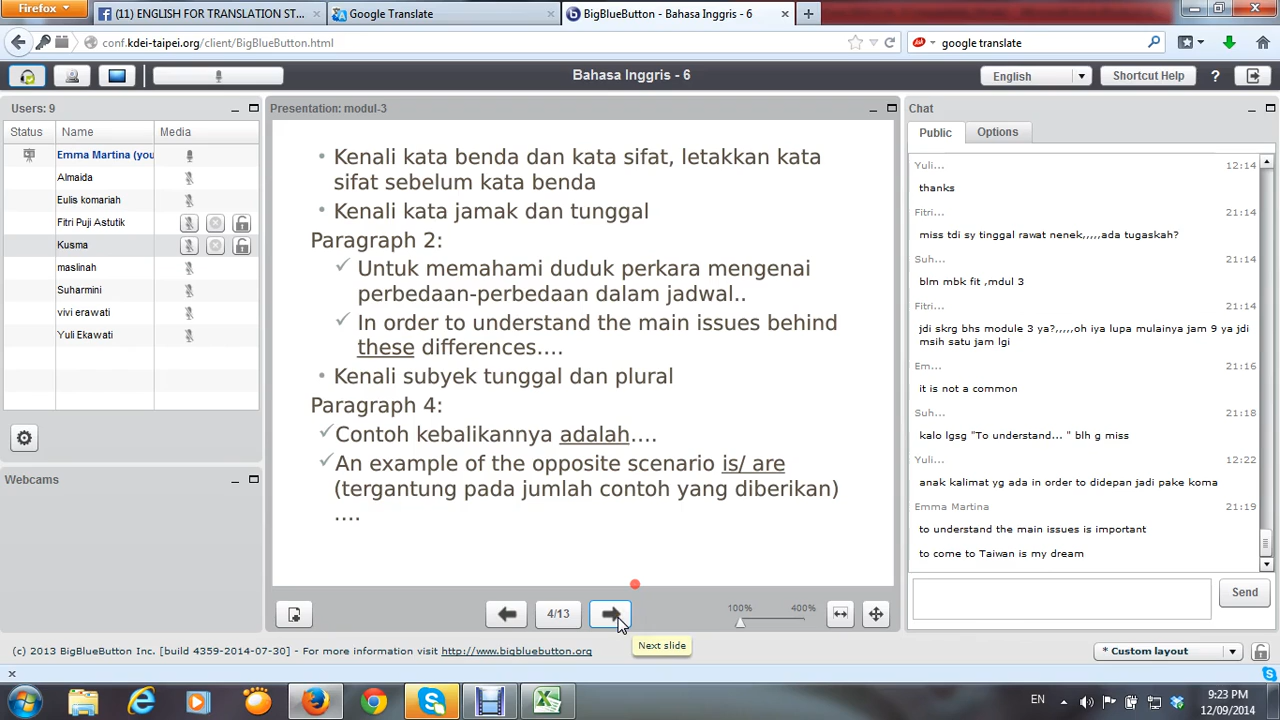 Firefox
(11) ENGLISH FOR TRANSLATION ST...
Google Translate
BigBlueButton - Bahasa Inggris - 6
conf.kdei-taipei.org/client/BigBlueButton.html
google translate
Bahasa Inggris - 6
English
Shortcut Help
?
Users: 9
Status Name Media
Emma Martina (you
Almaida
Eulis komariah
Fitri Puji Astutik
Kusma
maslinah
Suharmini
vivi erawati
Yuli Ekawati
Webcams
Presentation: modul-3
• Kenali kata benda dan kata sifat, letakkan kata
sifat sebelum kata benda
• Kenali kata jamak dan tunggal
Paragraph 2:
✓ Untuk memahami duduk perkara mengenai
perbedaan-perbedaan dalam jadwal..
✓ In order to understand the main issues behind
these differences....
• Kenali subyek tunggal dan plural
Paragraph 4:
✓Contoh kebalikannya adalah....
✓An example of the opposite scenario is/ are
(tergantung pada jumlah contoh yang diberikan)
....
4/13
Next slide
100% 400%
Chat
Public Options
Yuli... 12:14
thanks
Fitri... 21:14
miss tdi sy tinggal rawat nenek,,,,,ada tugaskah?
Suh... 21:14
blm mbk fit ,mdul 3
Fitri... 21:14
jdi skrg bhs module 3 ya?,,,,,oh iya lupa mulainya jam 9 ya jdi
msih satu jam lgi
Em... 21:16
it is not a common
Suh... 21:18
kalo lgsg "To understand... " blh g miss
Yuli... 12:22
anak kalimat yg ada in order to didepan jadi pake koma
Emma Martina 21:19
to understand the main issues is important
to come to Taiwan is my dream
Send
(c) 2013 BigBlueButton Inc. [build 4359-2014-07-30] - For more information visit http://www.bigbluebutton.org
* Custom layout
EN
9:23 PM
12/09/2014